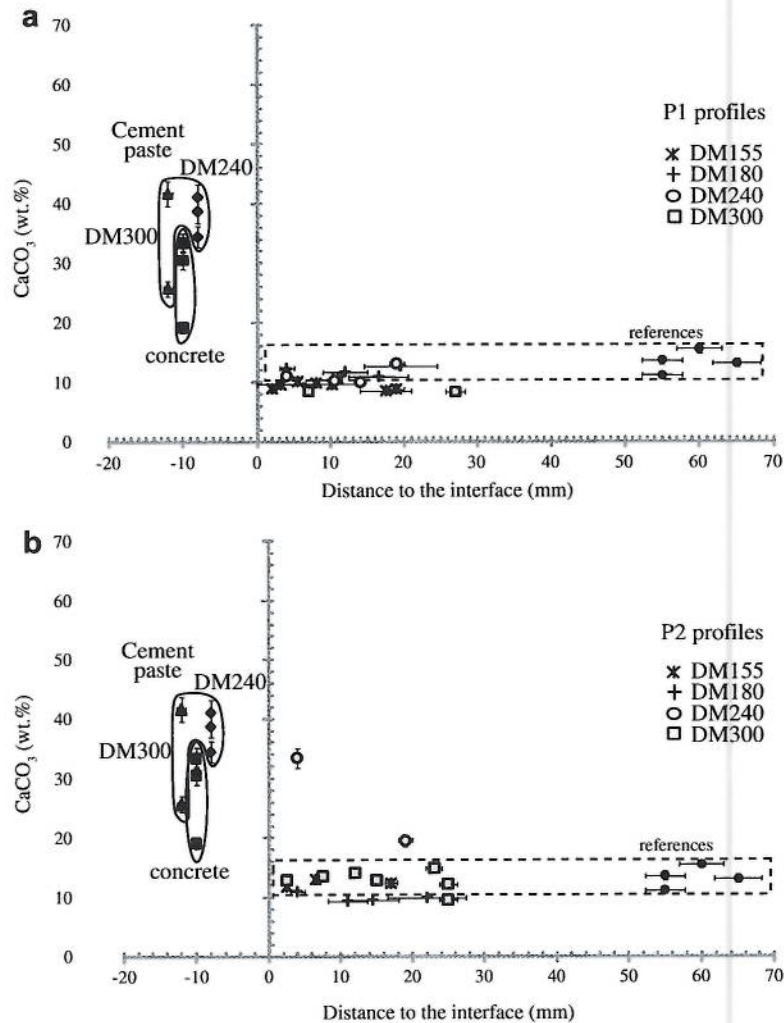 a
70
60
50
40
30
20
10
0
CaCO3 (wt.%)
Cement
paste
DM240
DM300
concrete
P1 profiles
DM155
DM180
DM240
DM300
references
-20 -10 0 10 20 30 40 50 60 70
Distance to the interface (mm)
b
70
60
50
40
30
20
10
0
CaCO3 (wt.%)
Cement
paste
DM240
DM300
concrete
P2 profiles
DM155
DM180
DM240
DM300
references
-20 -10 0 10 20 30 40 50 60 70
Distance to the interface (mm)